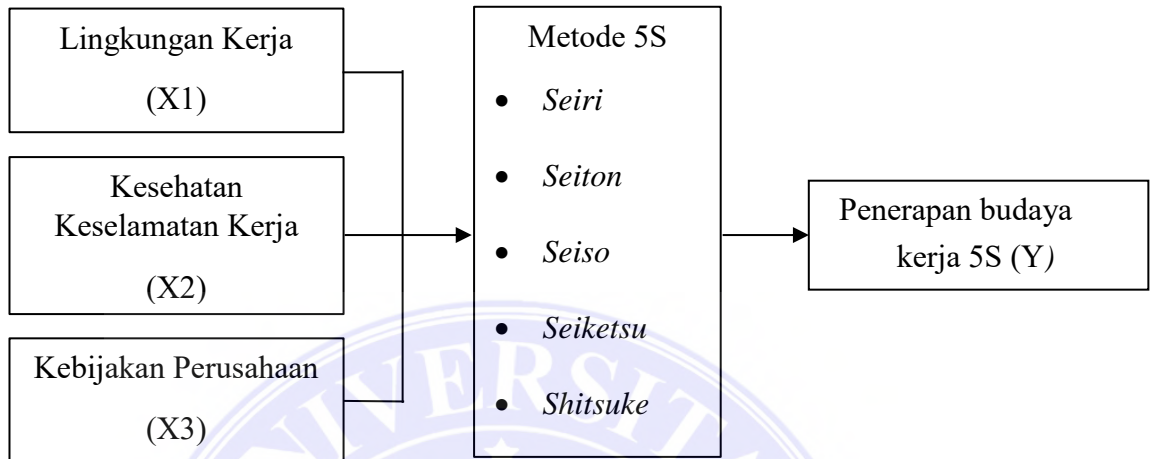 Lingkungan Kerja
(X1)
Kesehatan
Keselamatan Kerja
(X2)
Kebijakan Perusahaan
(X3)
Metode 5S
• Seiri
• Seiton
• Seiso
• Seiketsu
• Shitsuke
Penerapan budaya
kerja 5S (Y)